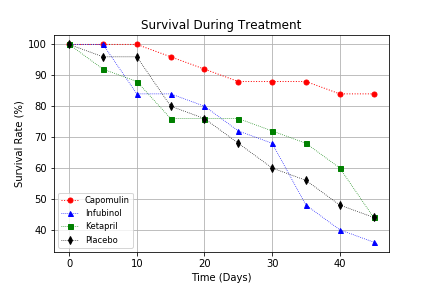 Survival During Treatment
Survival Rate (%)
100
90
80
70
60
50
40
Capomulin
Infubinol
Ketapril
Placebo
0 10 20 30 40
Time (Days)